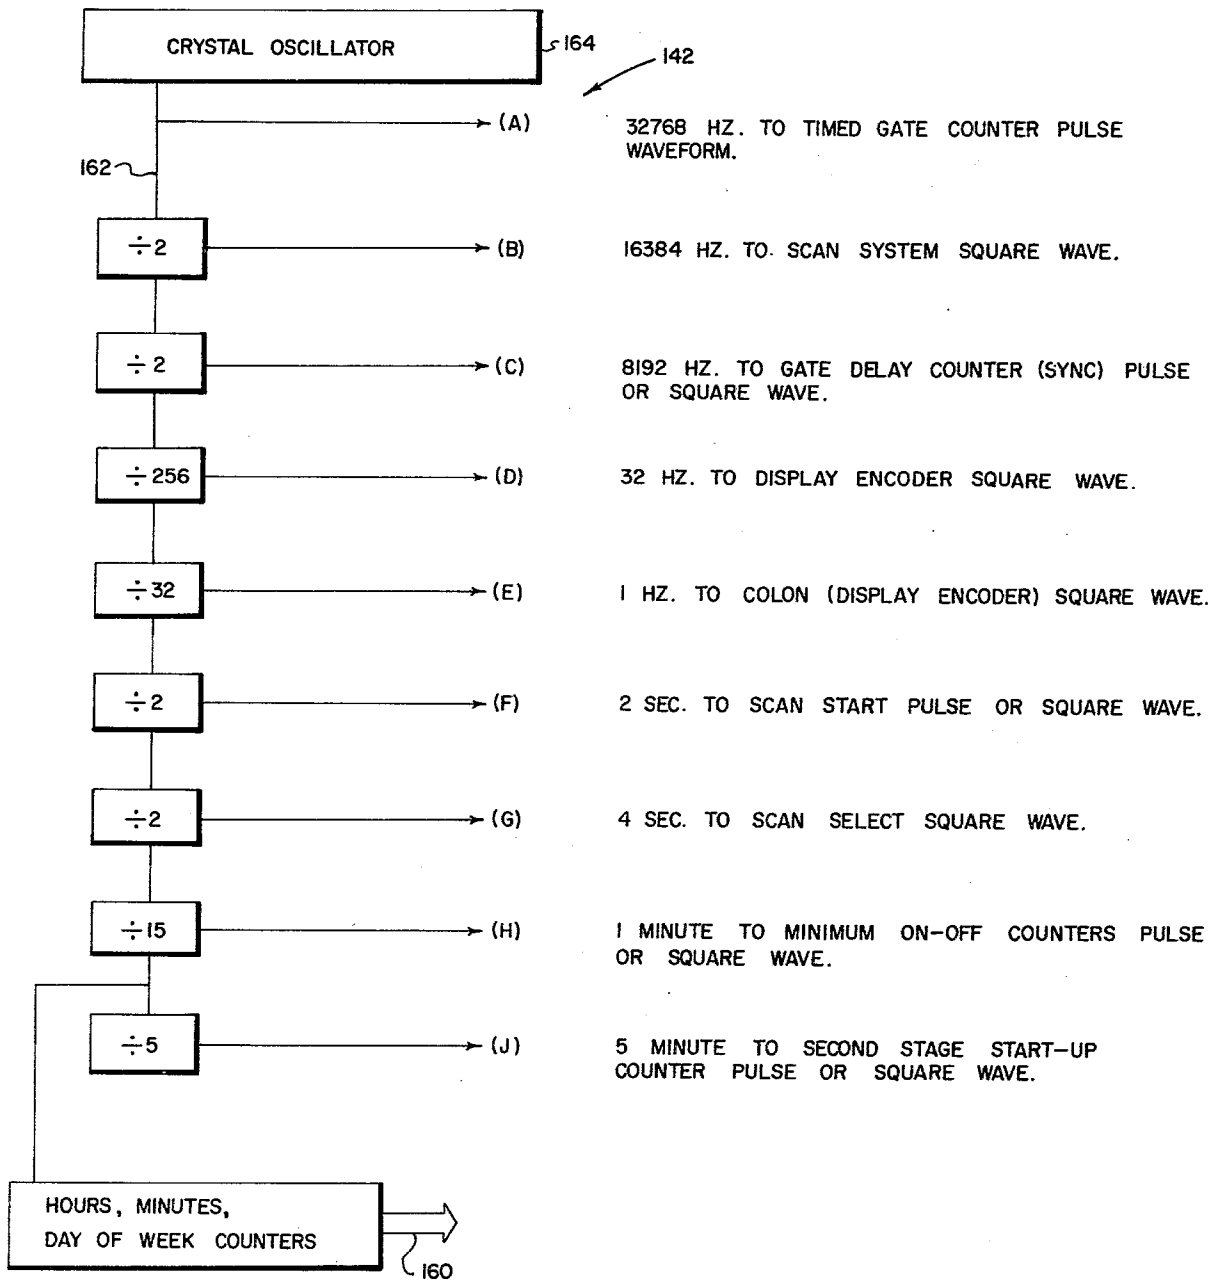 CRYSTAL OSCILLATOR
164
142
(A)
32768 HZ. TO TIMED GATE COUNTER PULSE
WAVEFORM.
162
÷2
(B)
16384 HZ. TO SCAN SYSTEM SQUARE WAVE.
÷2
(C)
8192 HZ. TO GATE DELAY COUNTER (SYNC) PULSE
OR SQUARE WAVE.
÷256
(D)
32 HZ. TO DISPLAY ENCODER SQUARE WAVE.
÷32
(E)
1 HZ. TO COLON (DISPLAY ENCODER) SQUARE WAVE.
÷2
(F)
2 SEC. TO SCAN START PULSE OR SQUARE WAVE.
÷2
(G)
4 SEC. TO SCAN SELECT SQUARE WAVE.
÷15
(H)
1 MINUTE TO MINIMUM ON-OFF COUNTERS PULSE
OR SQUARE WAVE.
÷5
(J)
5 MINUTE TO SECOND STAGE START-UP
COUNTER PULSE OR SQUARE WAVE.
HOURS, MINUTES,
DAY OF WEEK COUNTERS
160